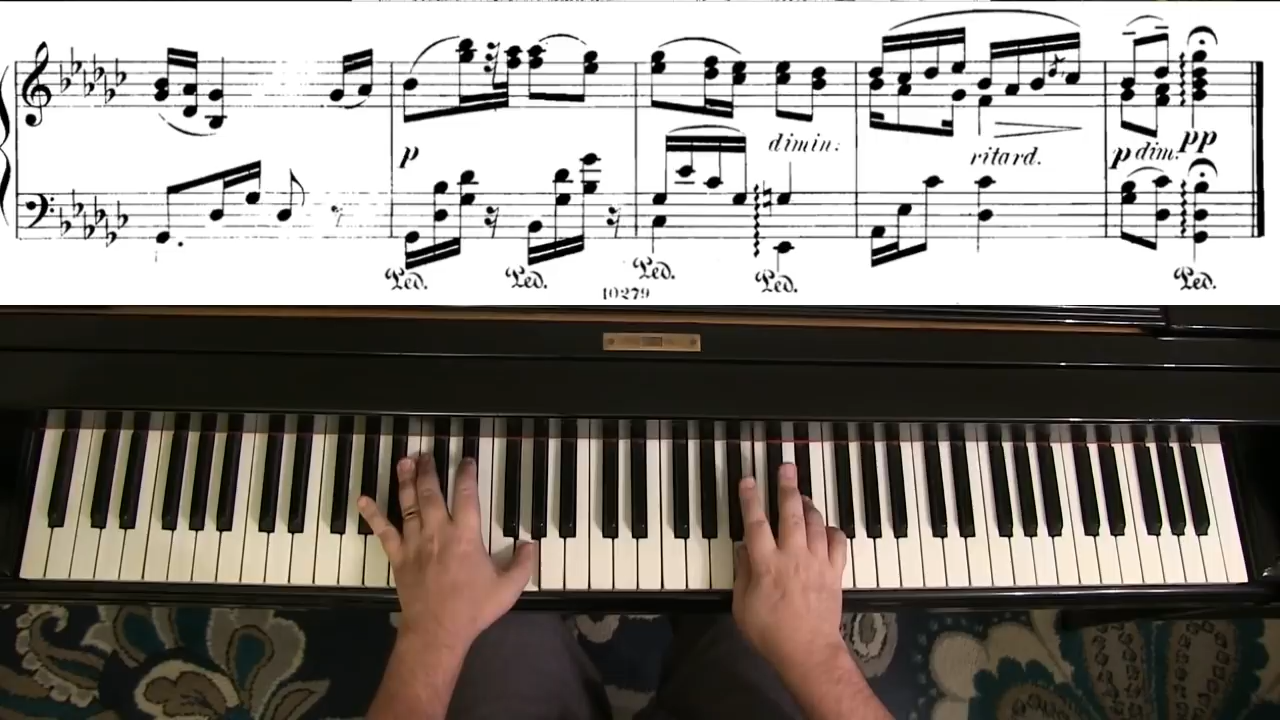 p
dimin:
ritard.
p dim. pp
Ped. Ped. Ped. Ped. Ped.
10279